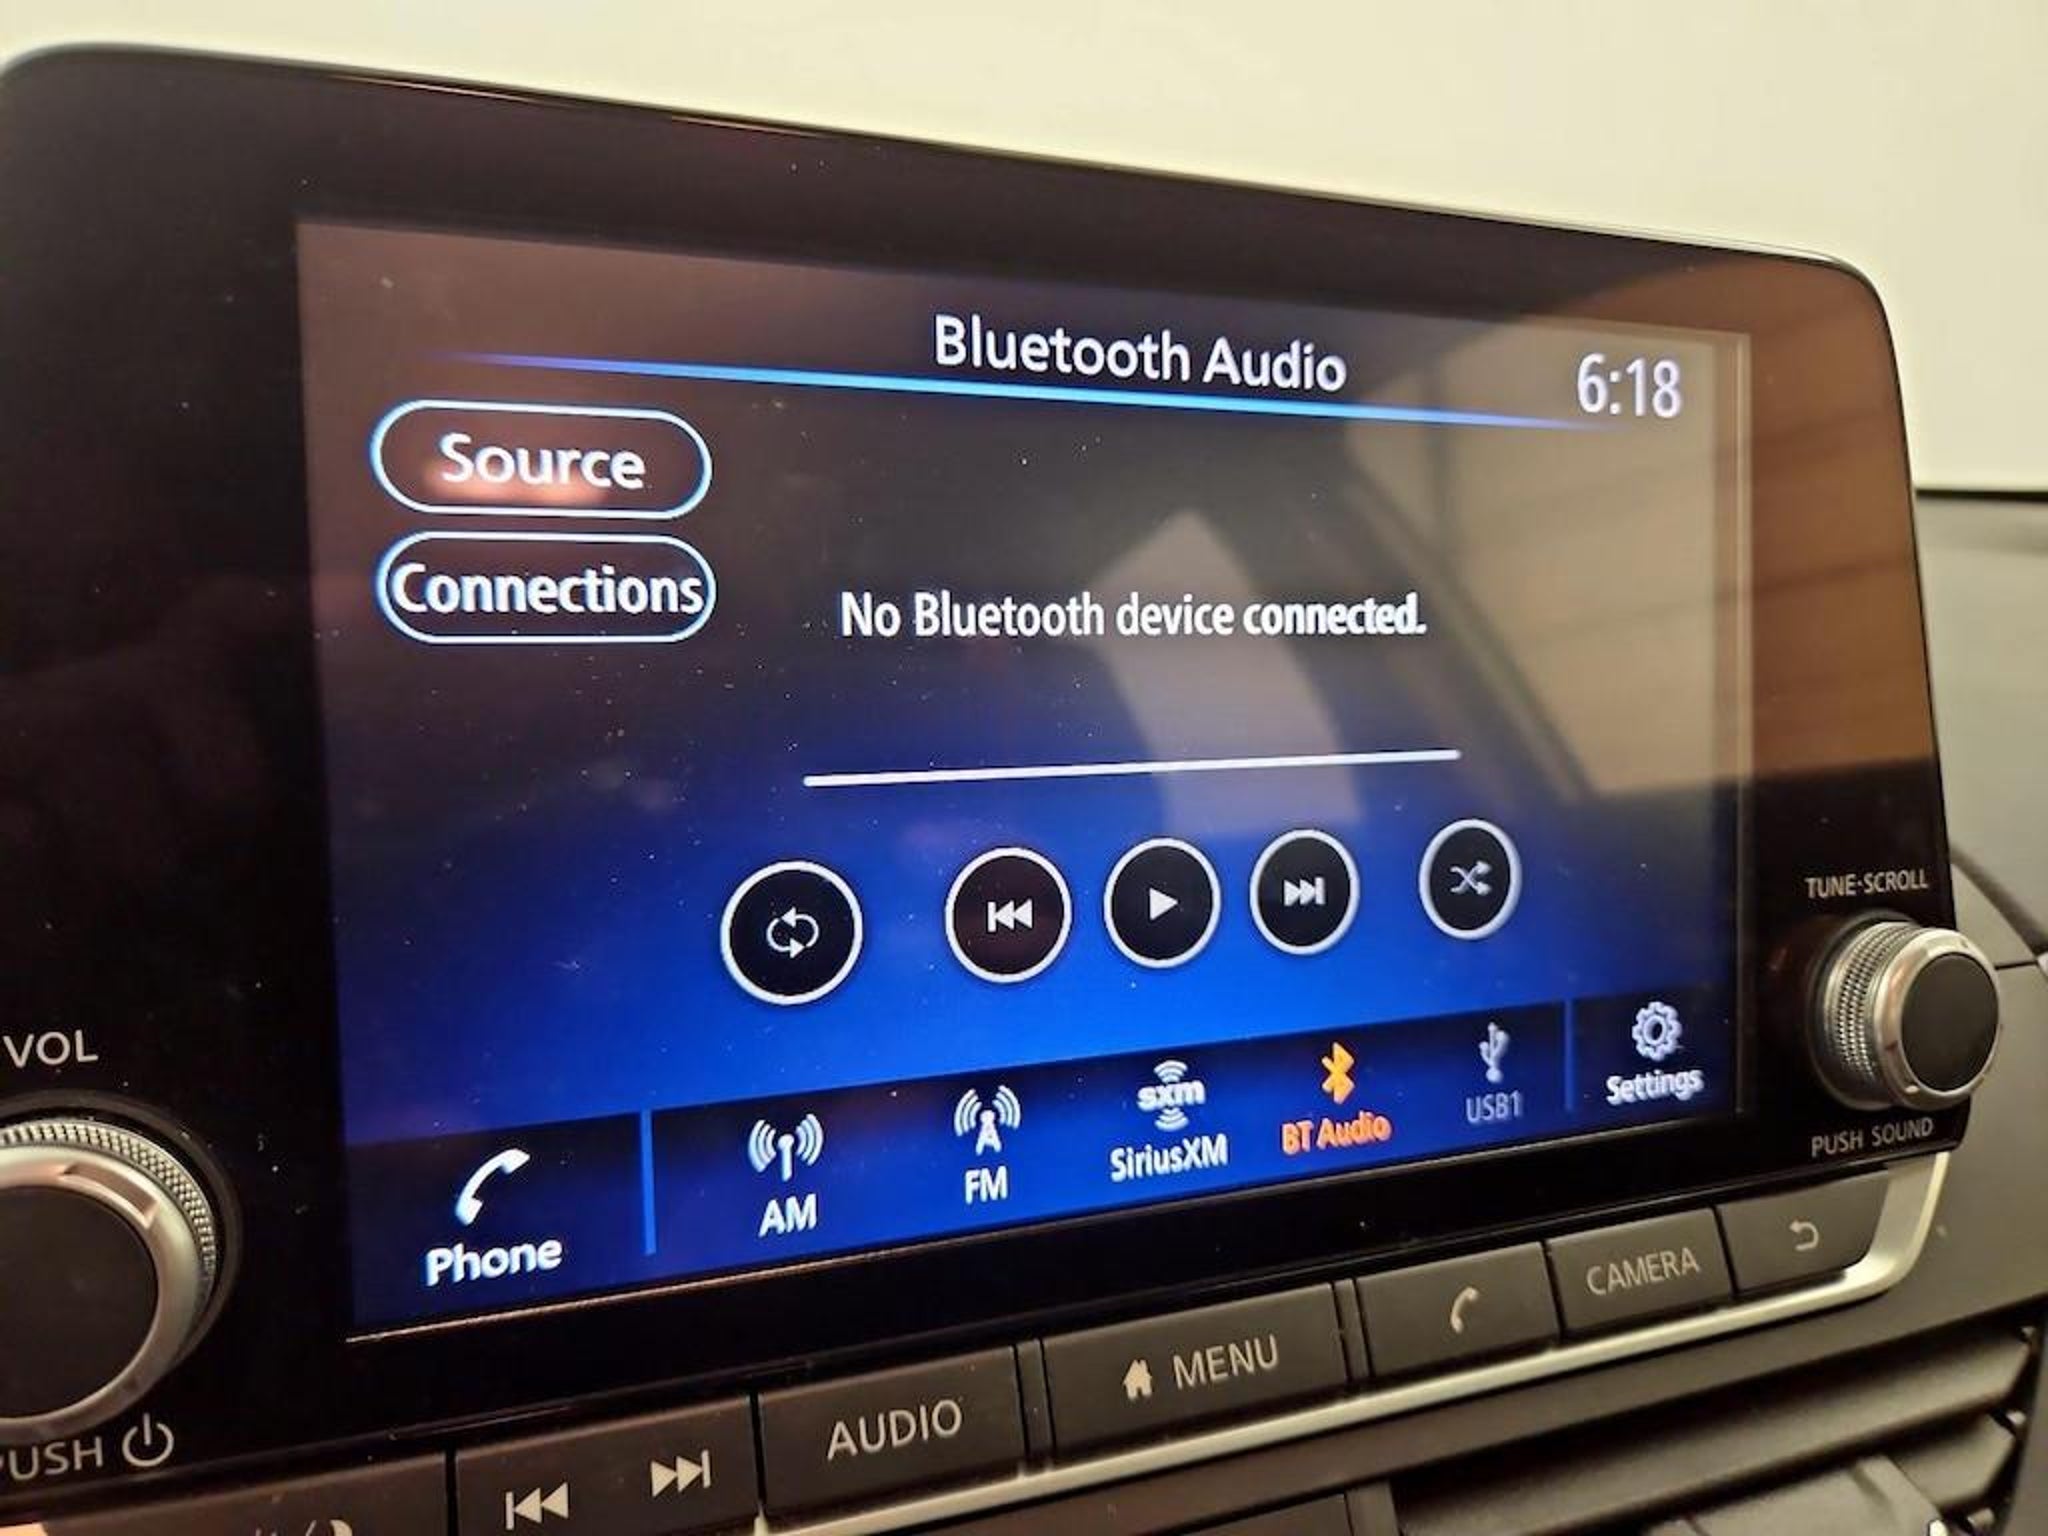 Bluetooth Audio
6:18
Source
Connections
No Bluetooth device connected.
TUNE·SCROLL
VOL
sxm
Phone
AM
FM
SiriusXM
BT Audio
USB1
Settings
PUSH SOUND
PUSH
AUDIO
MENU
CAMERA